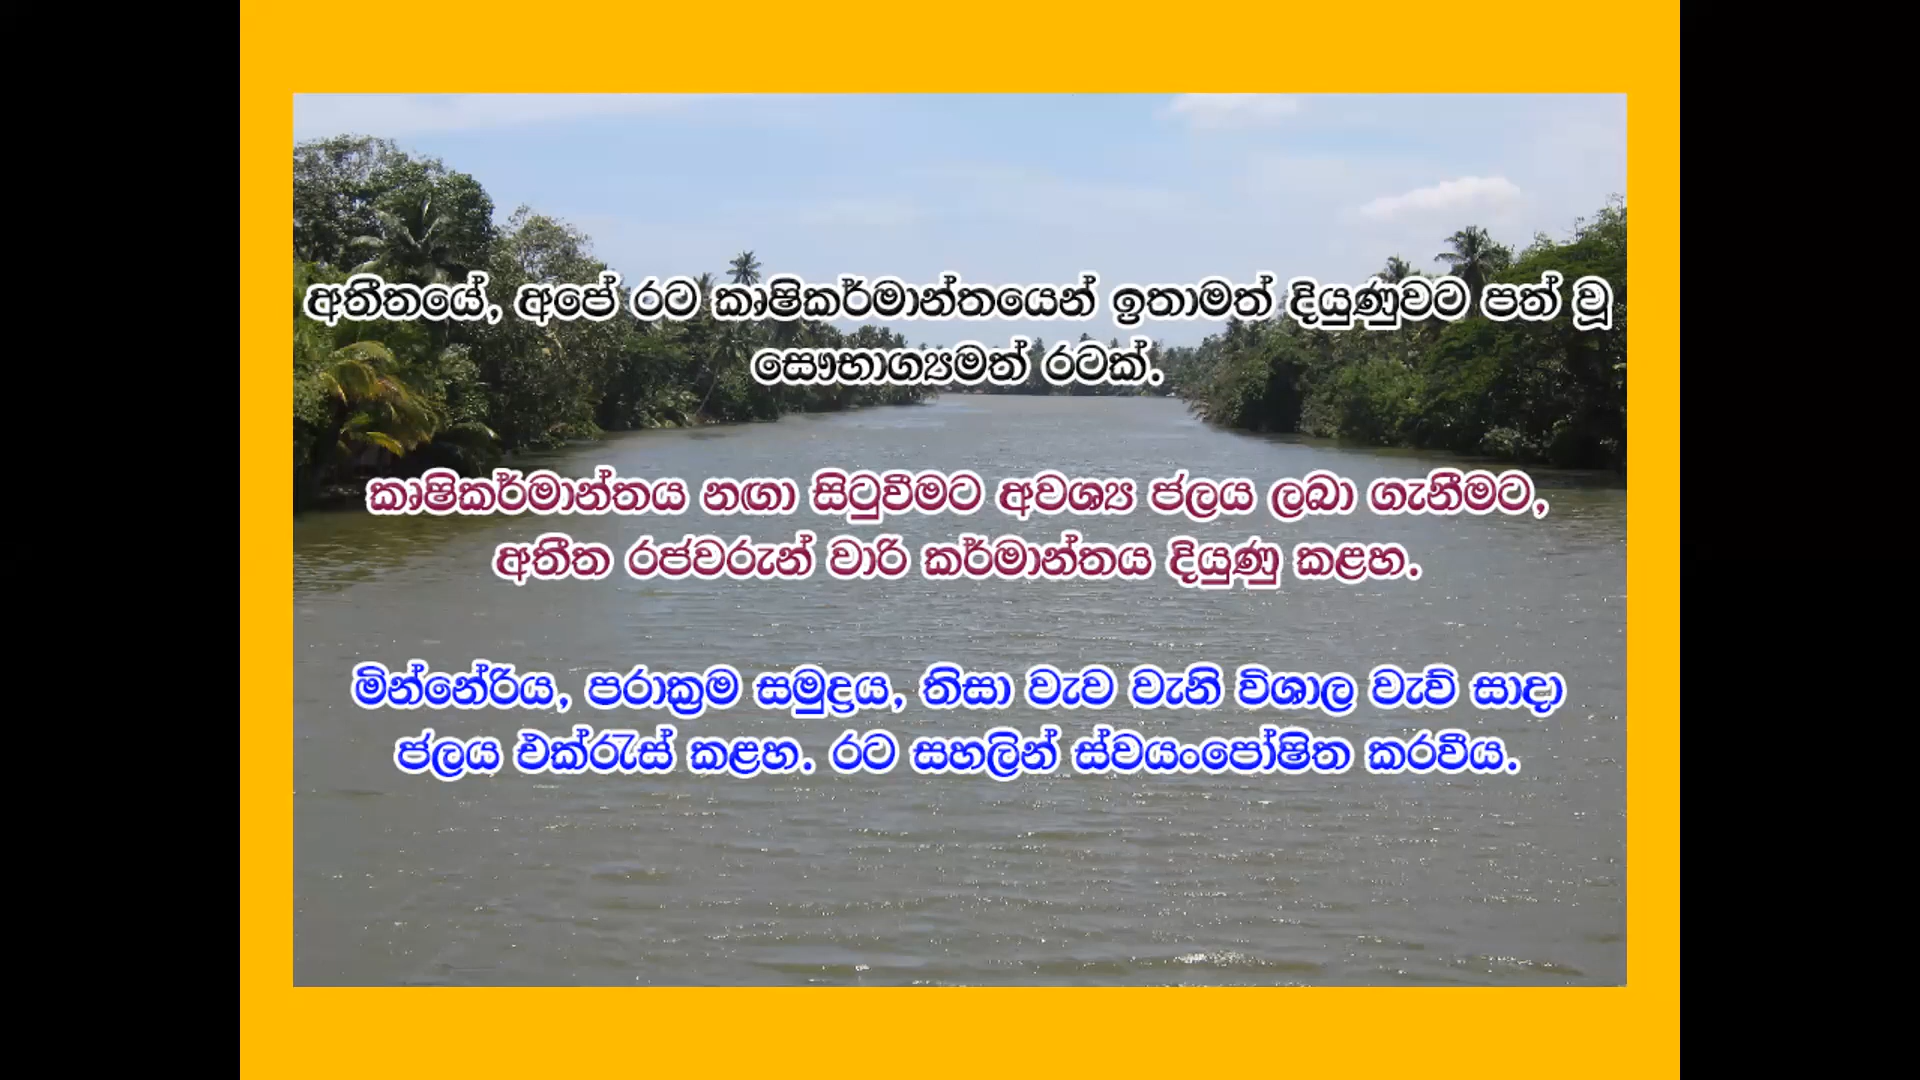 අතීතයේ, අපේ රට කෘෂිකර්මාන්තයෙන් ඉතාමත් දියුණුවට පත් වූ
සෞභාග්‍යමත් රටක්.
කෘෂිකර්මාන්තය නඟා සිටුවීමට අවශ්‍ය ජලය ලබා ගැනීමට,
අතීත රජවරුන් වාරි කර්මාන්තය දියුණු කළහ.
මින්නේරිය, පරාක්‍රම සමුද්‍රය, තිසා වැව වැනි විශාල වැව් සාදා
ජලය එක්රැස් කළහ. රට සහලින් ස්වයංපෝෂිත කරවීය.